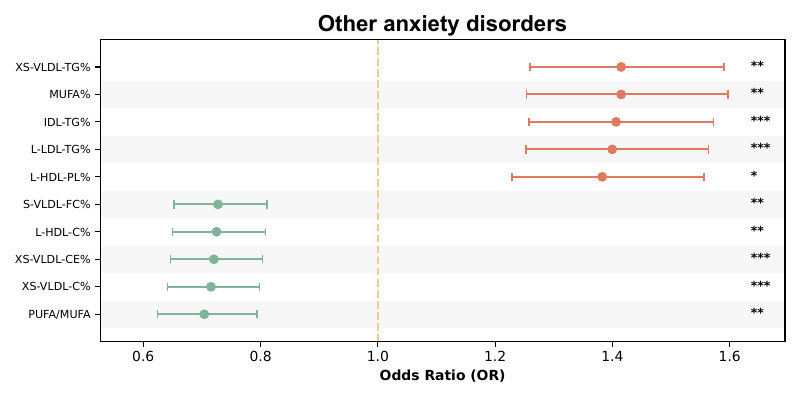 Other anxiety disorders
XS-VLDL-TG% **
MUFA% **
IDL-TG% ***
L-LDL-TG% ***
L-HDL-PL% *
S-VLDL-FC% **
L-HDL-C% **
XS-VLDL-CE% ***
XS-VLDL-C% ***
PUFA/MUFA **
0.6 0.8 1.0 1.2 1.4 1.6
Odds Ratio (OR)